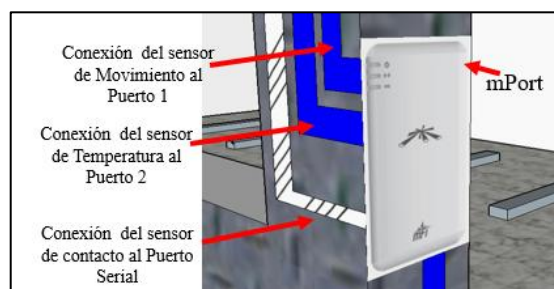 Conexión del sensor
de Movimiento al
Puerto 1
mPort
Conexión del sensor
de Temperatura al
Puerto 2
Conexión del sensor
de contacto al Puerto
Serial
mFi